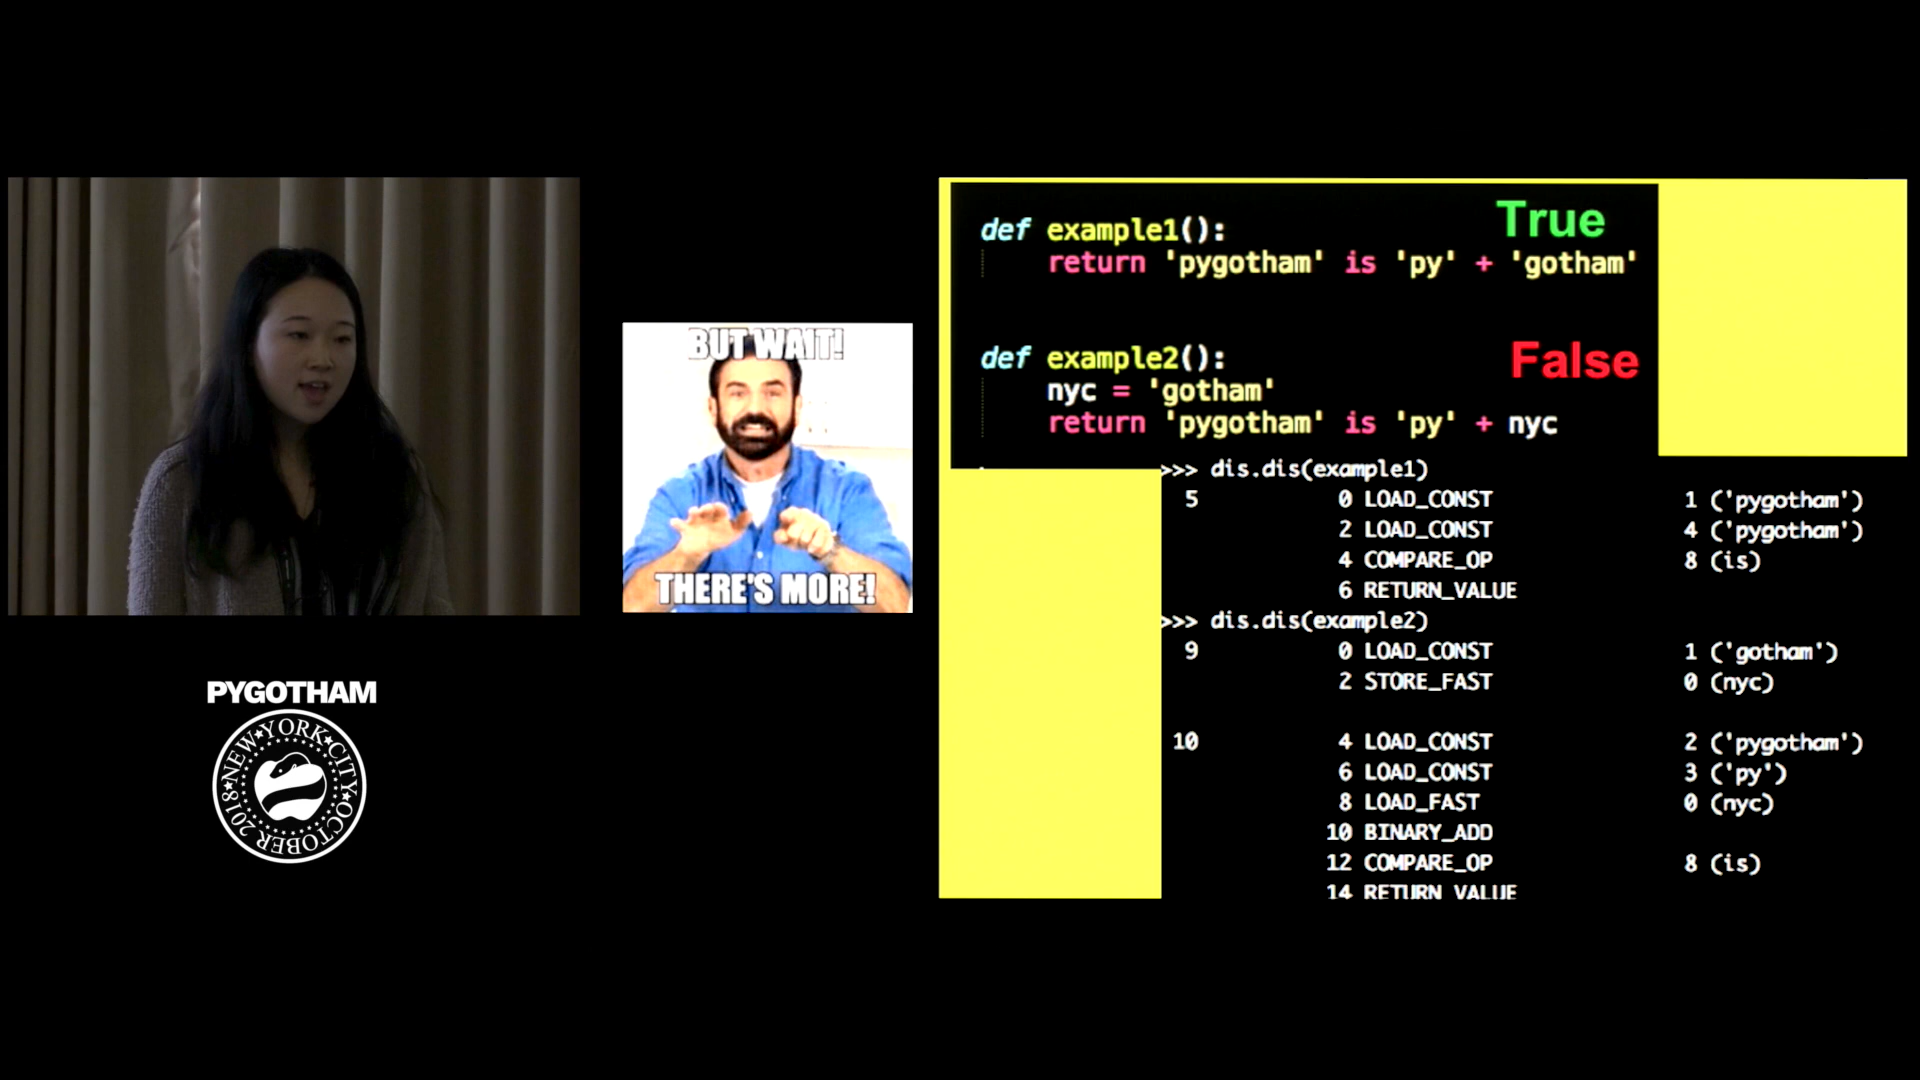 BUT WAIT!
THERE'S MORE!
PYGOTHAM
NEW★YORK★CITY★OCTOBER 2018★
def example1():
True
return 'pygotham' is 'py' + 'gotham'
def example2():
False
nyc = 'gotham'
return 'pygotham' is 'py' + nyc
>>> dis.dis(example1)
5 0 LOAD_CONST 1 ('pygotham')
2 LOAD_CONST 4 ('pygotham')
4 COMPARE_OP 8 (is)
6 RETURN_VALUE
>>> dis.dis(example2)
9 0 LOAD_CONST 1 ('gotham')
2 STORE_FAST 0 (nyc)
10 4 LOAD_CONST 2 ('pygotham')
6 LOAD_CONST 3 ('py')
8 LOAD_FAST 0 (nyc)
10 BINARY_ADD
12 COMPARE_OP 8 (is)
14 RETURN_VALUE